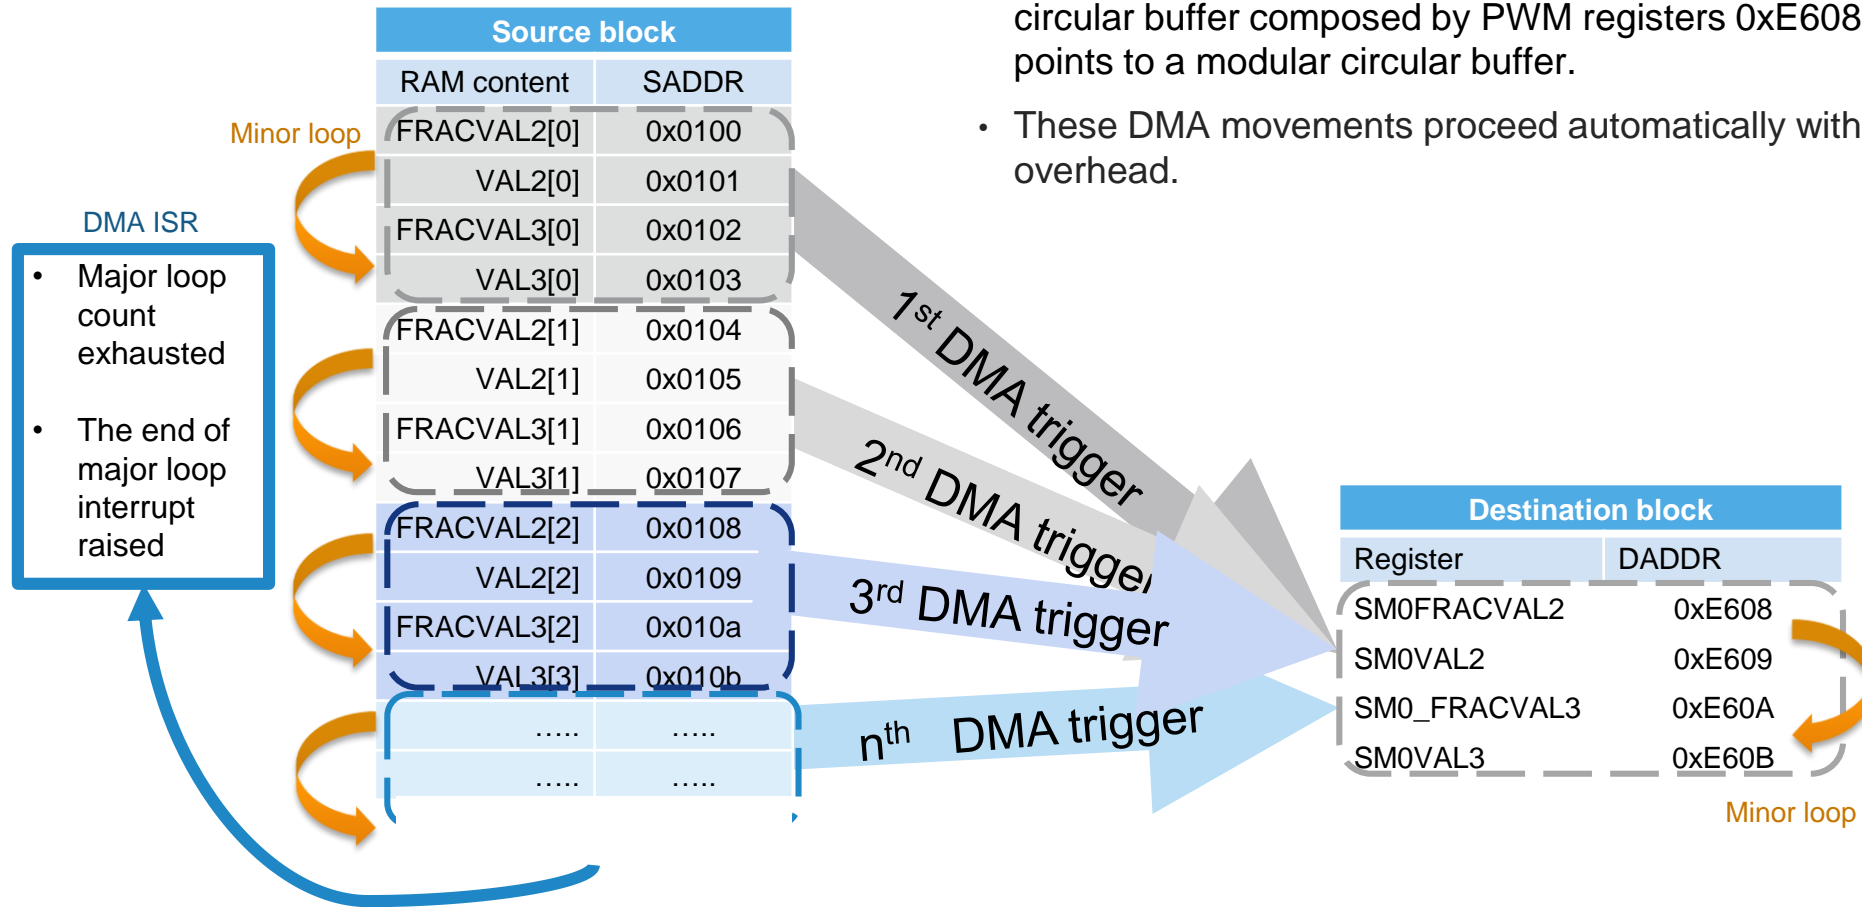 circular buffer composed by PWM registers 0xE608
points to a modular circular buffer.
• These DMA movements proceed automatically with
overhead.
Source block
RAM content SADDR
FRACVAL2[0] 0x0100
VAL2[0] 0x0101
FRACVAL3[0] 0x0102
VAL3[0] 0x0103
FRACVAL2[1] 0x0104
VAL2[1] 0x0105
FRACVAL3[1] 0x0106
VAL3[1] 0x0107
FRACVAL2[2] 0x0108
VAL2[2] 0x0109
FRACVAL3[2] 0x010a
VAL3[3] 0x010b
..... .....
..... .....
Minor loop
DMA ISR
• Major loop
count
exhausted
• The end of
major loop
interrupt
raised
1st DMA trigger
2nd DMA trigger
3rd DMA trigger
nth DMA trigger
Destination block
Register DADDR
SM0FRACVAL2 0xE608
SM0VAL2 0xE609
SM0_FRACVAL3 0xE60A
SM0VAL3 0xE60B
Minor loop